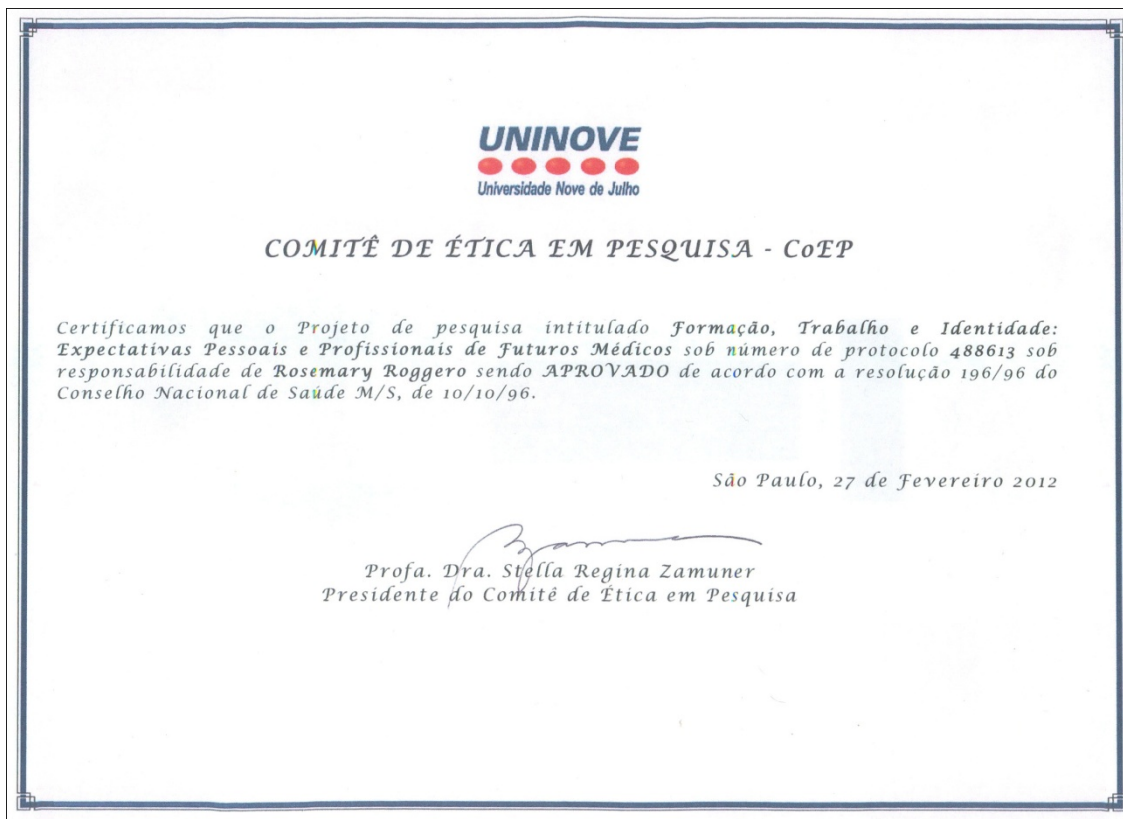 UNINOVE
Universidade Nove de Julho
COMITÊ DE ÉTICA EM PESQUISA - CoEP
Certificamos que o Projeto de pesquisa intitulado Formação, Trabalho e Identidade:
Expectativas Pessoais e Profissionais de Futuros Médicos sob número de protocolo 488613 sob
responsabilidade de Rosemary Roggero sendo APROVADO de acordo com a resolução 196/96 do
Conselho Nacional de Saúde M/S, de 10/10/96.
São Paulo, 27 de Fevereiro 2012
Profa. Dra. Stella Regina Zamuner
Presidente do Comitê de Ética em Pesquisa